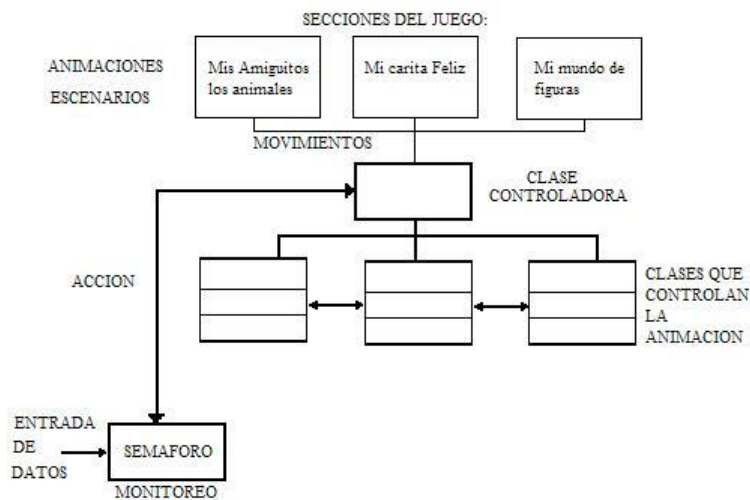 SECCIONES DEL JUEGO:
ANIMACIONES
ESCENARIOS
Mis Amiguitos
los animales
Mi carita Feliz
Mi mundo de
figuras
MOVIMIENTOS
CLASE
CONTROLADORA
ACCION
CLASES QUE
CONTROLAN
LA
ANIMACION
ENTRADA
DE
DATOS
SEMAFORO
MONITOREO